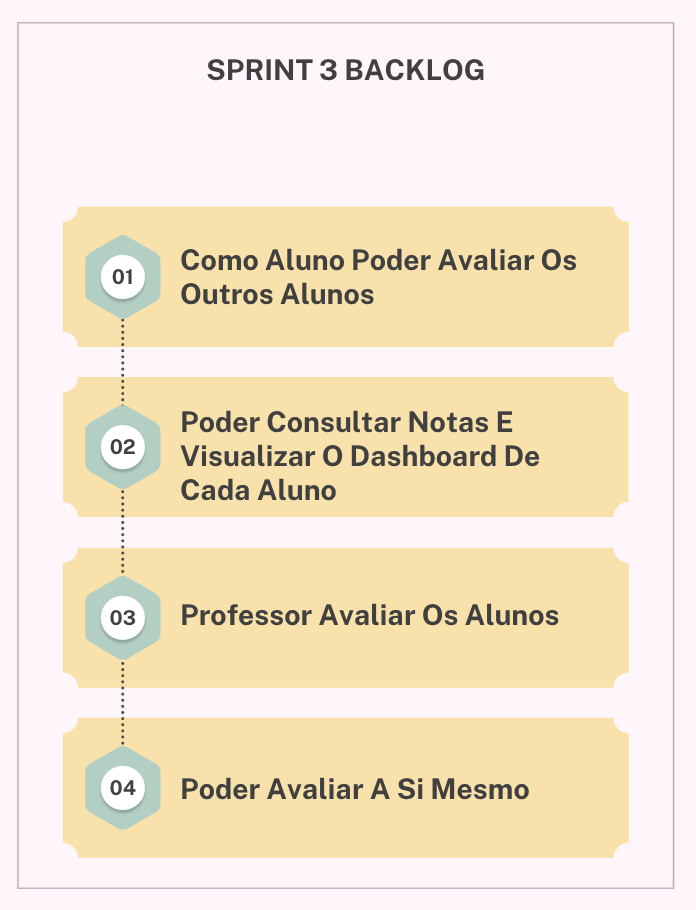 SPRINT 3 BACKLOG
01
Como Aluno Poder Avaliar Os
Outros Alunos
02
Poder Consultar Notas E
Visualizar O Dashboard De
Cada Aluno
03
Professor Avaliar Os Alunos
04
Poder Avaliar A Si Mesmo